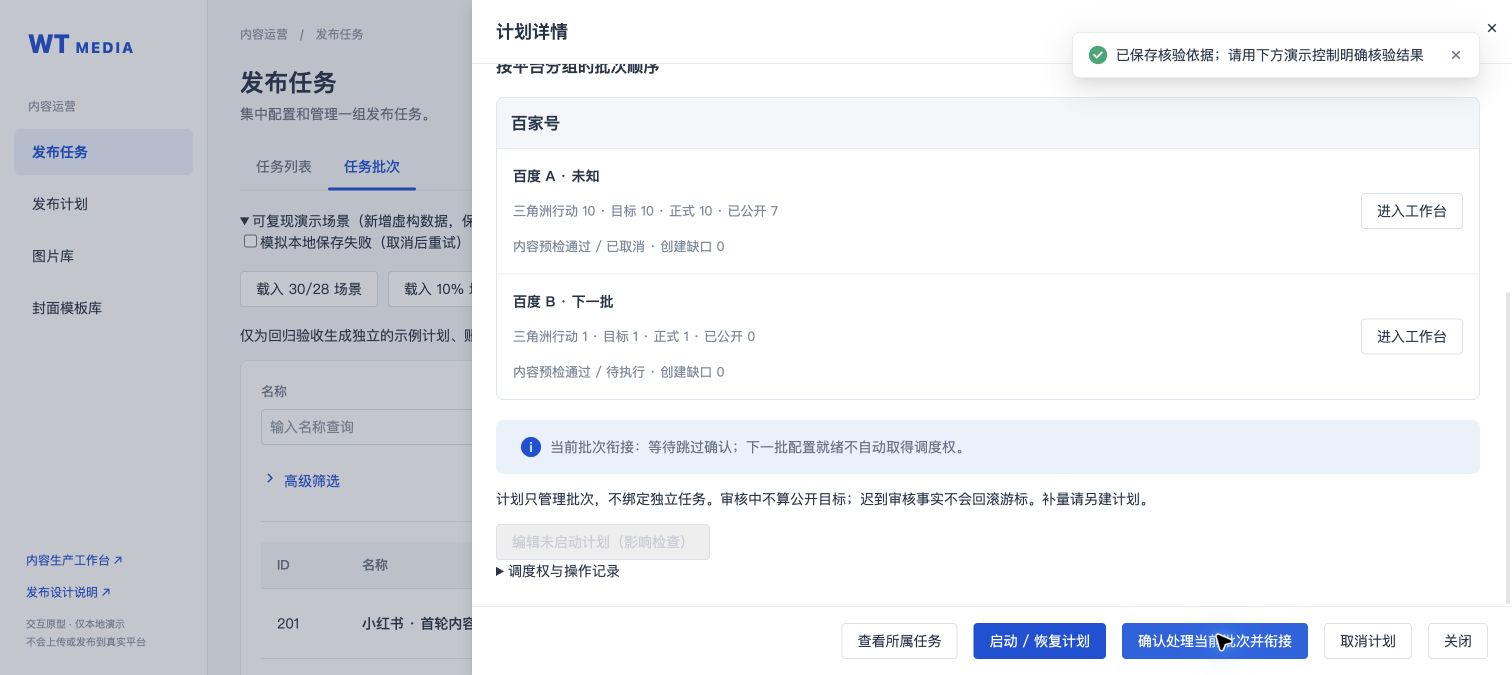 WT MEDIA
内容运营
发布任务
发布计划
图片库
封面模板库
内容生产工作台 ↗
发布设计说明 ↗
交互原型 · 仅本地演示
不会上传或发布到真实平台
内容运营 / 发布任务
发布任务
集中配置和管理一组发布任务。
任务列表
任务批次
▼可复现演示场景（新增虚构数据，保
模拟本地保存失败（取消后重试）
载入 30/28 场景
载入 10%
仅为回归验收生成独立的示例计划、
名称
输入名称查询
高级筛选
ID 名称
201 小红书 · 首轮内容
计划详情
×
已保存核验依据；请用下方演示控制明确核验结果 ×
按平台分组的批次顺序
百家号
百度 A · 未知
三角洲行动 10 · 目标 10 · 正式 10 · 已公开 7
内容预检通过 / 已取消 · 创建缺口 0
进入工作台
百度 B · 下一批
三角洲行动 1 · 目标 1 · 正式 1 · 已公开 0
内容预检通过 / 待执行 · 创建缺口 0
进入工作台
当前批次衔接：等待跳过确认；下一批配置就绪不自动取得调度权。
计划只管理批次，不绑定独立任务。审核中不算公开目标；迟到审核事实不会回滚游标。补量请另建计划。
编辑未启动计划（影响检查）
▶调度权与操作记录
查看所属任务
启动 / 恢复计划
确认处理当前批次并衔接
取消计划
关闭